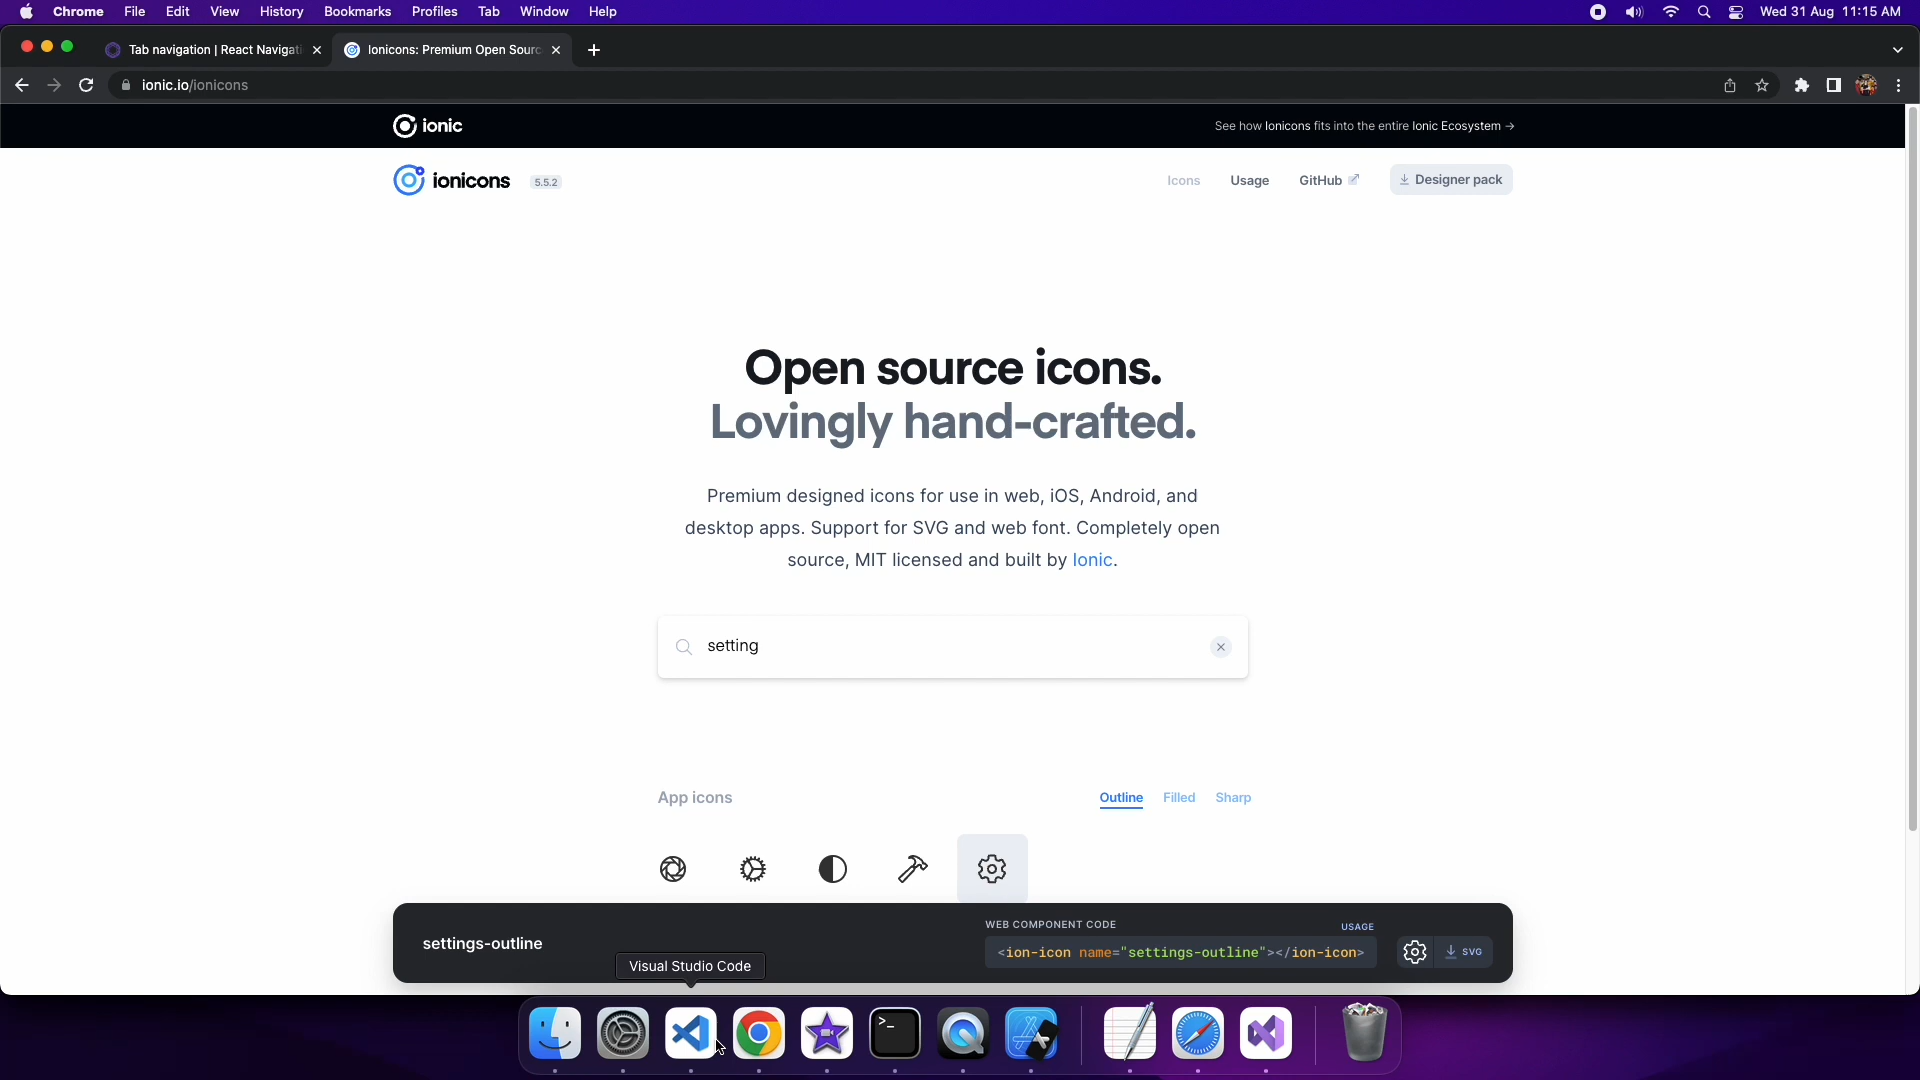 Chrome File Edit View History Bookmarks Profiles Tab Window Help
Wed 31 Aug 11:15 AM
Tab navigation | React Navigati
Ionicons: Premium Open Sourc
ionic.io/ionicons
ionic
See how Ionicons fits into the entire Ionic Ecosystem →
ionicons 5.5.2
Icons Usage GitHub Designer pack
Open source icons.
Lovingly hand-crafted.
Premium designed icons for use in web, iOS, Android, and
desktop apps. Support for SVG and web font. Completely open
source, MIT licensed and built by Ionic.
setting
App icons
Outline Filled Sharp
WEB COMPONENT CODE USAGE
settings-outline
<ion-icon name="settings-outline"></ion-icon>
SVG
Visual Studio Code